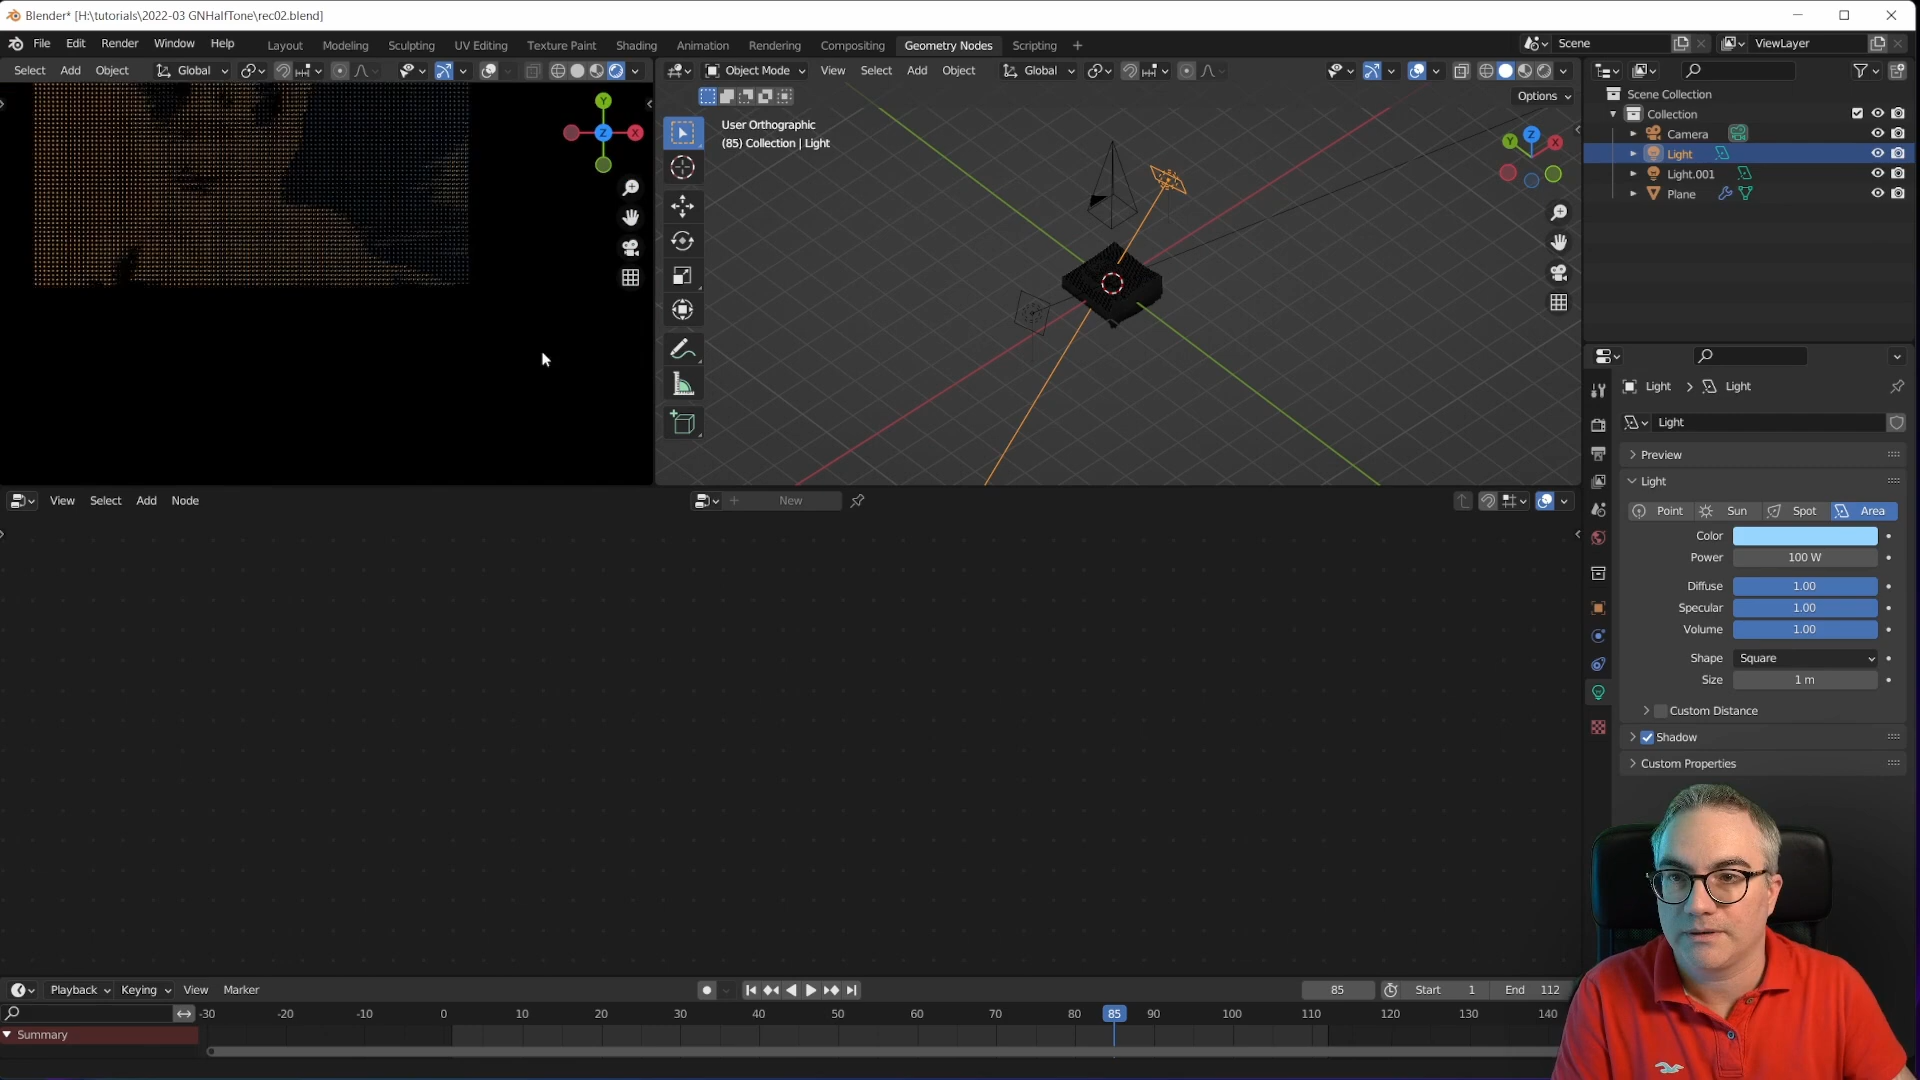 Blender* [H:\tutorials\2022-03 GNHalfTone\rec02.blend]
File Edit Render Window Help Layout Modeling Sculpting UV Editing Texture Paint Shading Animation Rendering Compositing Geometry Nodes Scripting + Scene ViewLayer
Select Add Object Global Object Mode View Select Add Object Global
Options
User Orthographic
(85) Collection | Light
Y
Z X
Z
Y X
Scene Collection
Collection
Camera
Light
Light.001
Plane
Light > Light
Light
Preview
Light
Point Sun Spot Area
Color
Power 100 W
Diffuse 1.00
Specular 1.00
Volume 1.00
Shape Square
Size 1 m
Custom Distance
Shadow
Custom Properties
View Select Add Node New
Playback Keying View Marker 85 Start 1 End 112
-30 -20 -10 0 10 20 30 40 50 60 70 80 85 90 100 110 120 130 140
Summary